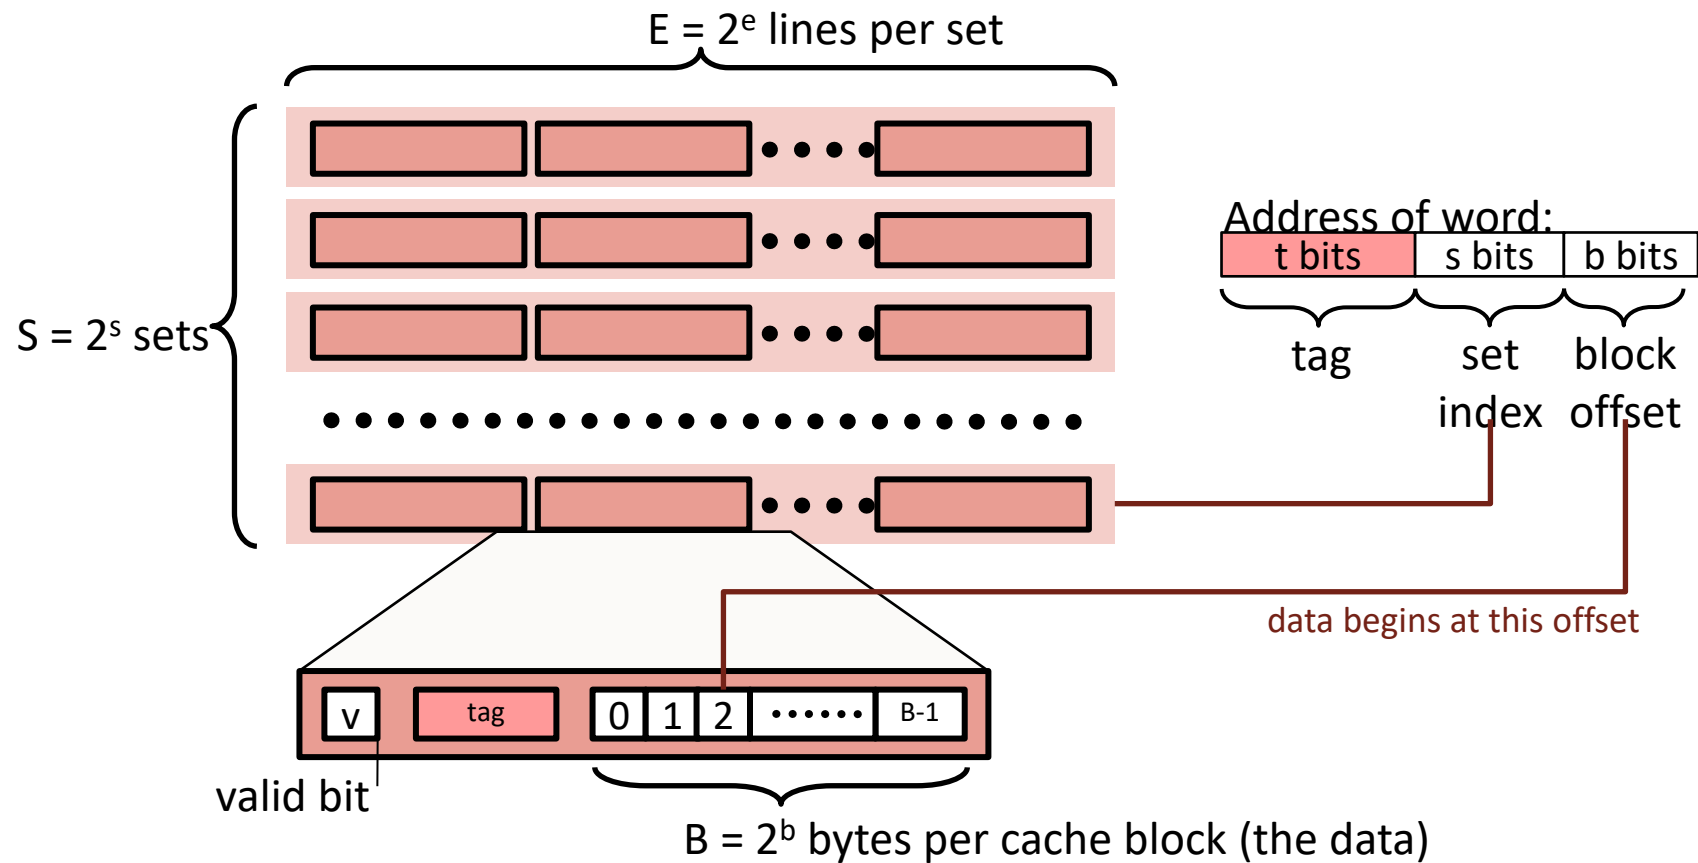 E = 2ᵉ lines per set
Address of word:
t bits s bits b bits
S = 2ˢ sets
tag set block
index offset
data begins at this offset
v tag 0 1 2 B-1
valid bit
B = 2ᵇ bytes per cache block (the data)